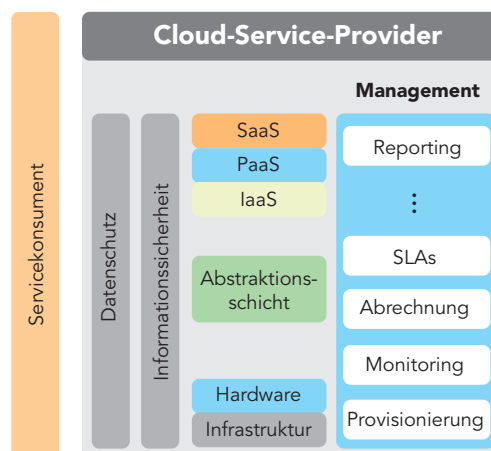 Cloud-Service-Provider
Servicekonsument
Datenschutz
Informationssicherheit
SaaS
PaaS
IaaS
Abstraktions-
schicht
Hardware
Infrastruktur
Management
Reporting
⋮
SLAs
Abrechnung
Monitoring
Provisionierung